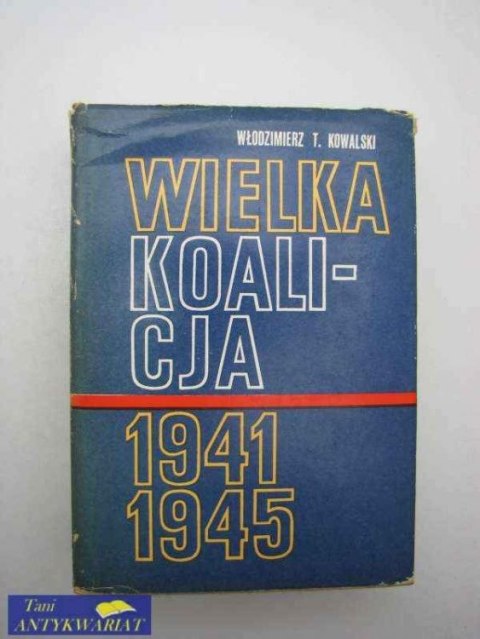 WŁODZIMIERZ T. KOWALSKI
WIELKA
KOALI-
CJA
1941
1945
Tani
ANTYKWARIAT